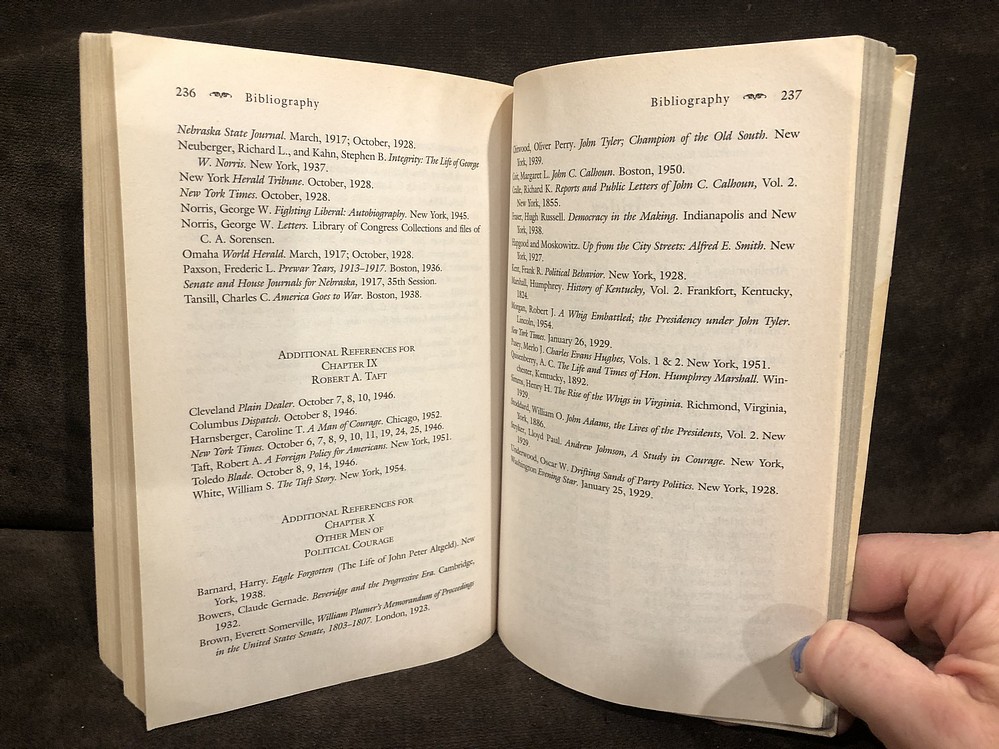 236 Bibliography
Nebraska State Journal. March, 1917; October, 1928.
Neuberger, Richard L., and Kahn, Stephen B. Integrity: The Life of George
W. Norris. New York, 1937.
New York Herald Tribune. October, 1928.
New York Times. October, 1928.
Norris, George W. Fighting Liberal: Autobiography. New York, 1945.
Norris, George W. Letters. Library of Congress Collections and files of
C. A. Sorensen.
Omaha World Herald. March, 1917; October, 1928.
Paxson, Frederic L. Prewar Years, 1913–1917. Boston, 1936.
Senate and House Journals for Nebraska, 1917, 35th Session.
Tansill, Charles C. America Goes to War. Boston, 1938.
ADDITIONAL REFERENCES FOR
CHAPTER IX
ROBERT A. TAFT
Cleveland Plain Dealer. October 7, 8, 10, 1946.
Columbus Dispatch. October 8, 1946.
Harnsberger, Caroline T. A Man of Courage. Chicago, 1952.
New York Times. October 6, 7, 8, 9, 10, 11, 19, 24, 25, 1946.
Taft, Robert A. A Foreign Policy for Americans. New York, 1951.
Toledo Blade. October 8, 9, 14, 1946.
White, William S. The Taft Story. New York, 1954.
ADDITIONAL REFERENCES FOR
CHAPTER X
OTHER MEN OF
POLITICAL COURAGE
Barnard, Harry. Eagle Forgotten (The Life of John Peter Altgeld). New
York, 1938.
Bowers, Claude Gernade. Beveridge and the Progressive Era. Cambridge,
1932.
Brown, Everett Somerville, William Plumer's Memorandum of Proceedings
in the United States Senate, 1803–1807. London, 1923.
Bibliography 237
Oliver Perry. John Tyler; Champion of the Old South. New
York, 1939.
Margaret L. John C. Calhoun. Boston, 1950.
Richard K. Reports and Public Letters of John C. Calhoun, Vol. 2.
New York, 1855.
Hugh Russell. Democracy in the Making. Indianapolis and New
York, 1938.
Hapgood and Moskowitz. Up from the City Streets: Alfred E. Smith. New
York, 1927.
Kent, Frank R. Political Behavior. New York, 1928.
Marshall, Humphrey. History of Kentucky, Vol. 2. Frankfort, Kentucky,
1824.
Morgan, Robert J. A Whig Embattled; the Presidency under John Tyler.
Lincoln, 1954.
New York Times. January 26, 1929.
Pusey, Merlo J. Charles Evans Hughes, Vols. 1 & 2. New York, 1951.
Quisenberry, A. C. The Life and Times of Hon. Humphrey Marshall. Win-
chester, Kentucky, 1892.
Simms, Henry H. The Rise of the Whigs in Virginia. Richmond, Virginia,
1929.
Stoddard, William O. John Adams, the Lives of the Presidents, Vol. 2. New
York, 1886.
Stryker, Lloyd Paul. Andrew Johnson, A Study in Courage. New York,
1929.
Underwood, Oscar W. Drifting Sands of Party Politics. New York, 1928.
Washington Evening Star. January 25, 1929.